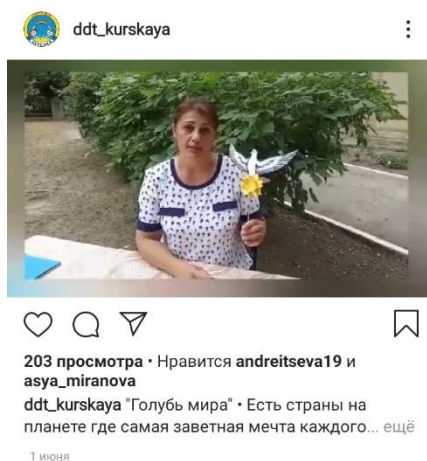 ddt_kurskaya
203 просмотра • Нравится andreitseva19 и
asya_miranova
ddt_kurskaya "Голубь мира" • Есть страны на
планете где самая заветная мечта каждого... ещё
1 июня